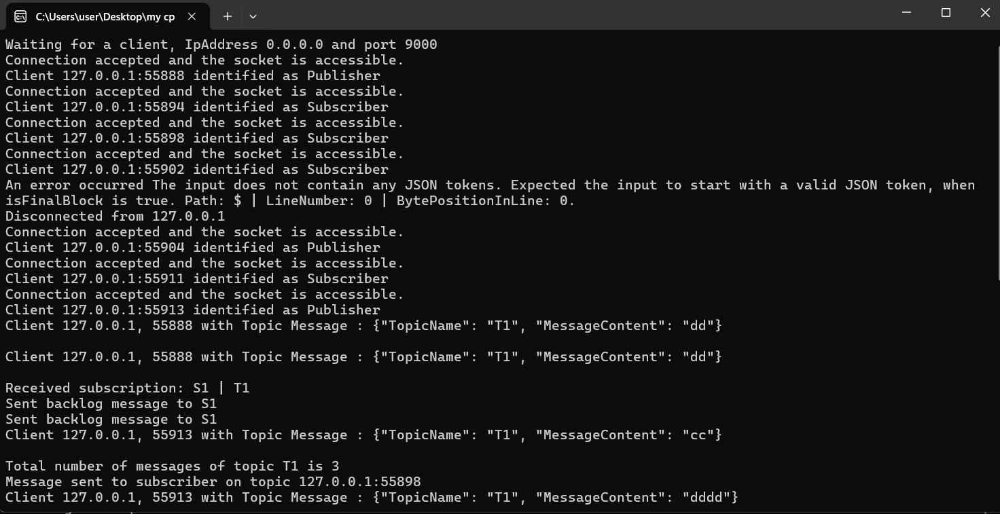 C:\Users\user\Desktop\my cp
Waiting for a client, IpAddress 0.0.0.0 and port 9000
Connection accepted and the socket is accessible.
Client 127.0.0.1:55888 identified as Publisher
Connection accepted and the socket is accessible.
Client 127.0.0.1:55894 identified as Subscriber
Connection accepted and the socket is accessible.
Client 127.0.0.1:55898 identified as Subscriber
Connection accepted and the socket is accessible.
Client 127.0.0.1:55902 identified as Subscriber
An error occurred The input does not contain any JSON tokens. Expected the input to start with a valid JSON token, when
isFinalBlock is true. Path: $ | LineNumber: 0 | BytePositionInLine: 0.
Disconnected from 127.0.0.1
Connection accepted and the socket is accessible.
Client 127.0.0.1:55904 identified as Publisher
Connection accepted and the socket is accessible.
Client 127.0.0.1:55911 identified as Subscriber
Connection accepted and the socket is accessible.
Client 127.0.0.1:55913 identified as Publisher
Client 127.0.0.1, 55888 with Topic Message : {"TopicName": "T1", "MessageContent": "dd"}
Client 127.0.0.1, 55888 with Topic Message : {"TopicName": "T1", "MessageContent": "dd"}
Received subscription: S1 | T1
Sent backlog message to S1
Sent backlog message to S1
Client 127.0.0.1, 55913 with Topic Message : {"TopicName": "T1", "MessageContent": "cc"}
Total number of messages of topic T1 is 3
Message sent to subscriber on topic 127.0.0.1:55898
Client 127.0.0.1, 55913 with Topic Message : {"TopicName": "T1", "MessageContent": "dddd"}